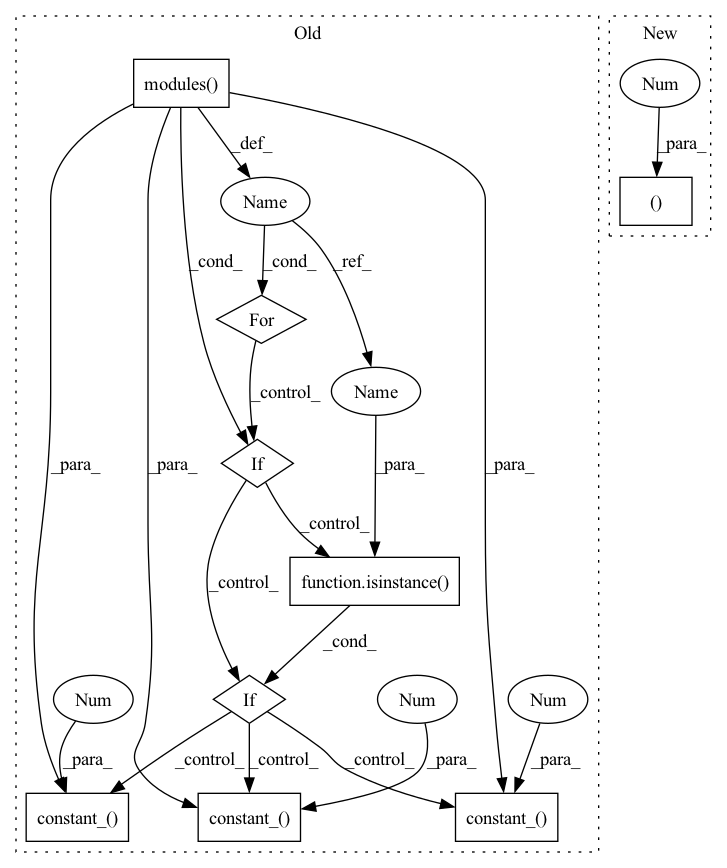 Old
New
modules()
Num
_def_
_para_
Name
()
_cond_
_cond_
_ref_
For
Name
_control_
If
_para_
_para_
_para_
_para_
_control_
function.isinstance()
_control_
_cond_
Num
If
Num
Num
_para_
_control_
_control_
_control_
_para_
_para_
constant_()
constant_()
constant_()